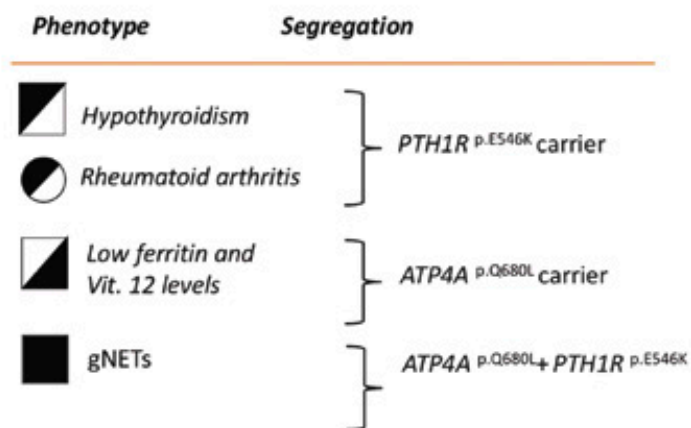 Phenotype Segregation
Hypothyroidism
PTH1R p.E546K carrier
Rheumatoid arthritis
Low ferritin and
Vit. 12 levels
ATP4A p.Q680L carrier
gNETs
ATP4A p.Q680L + PTH1R p.E546K